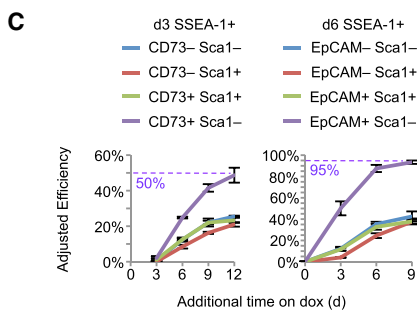 C
d3 SSEA-1+
CD73– Sca1–
CD73– Sca1+
CD73+ Sca1+
CD73+ Sca1–
d6 SSEA-1+
EpCAM– Sca1–
EpCAM– Sca1+
EpCAM+ Sca1+
EpCAM+ Sca1–
Adjusted Efficiency
60%
40%
20%
0%
50%
0 3 6 9 12
100%
80%
60%
40%
20%
0%
95%
0 3 6 9
Additional time on dox (d)